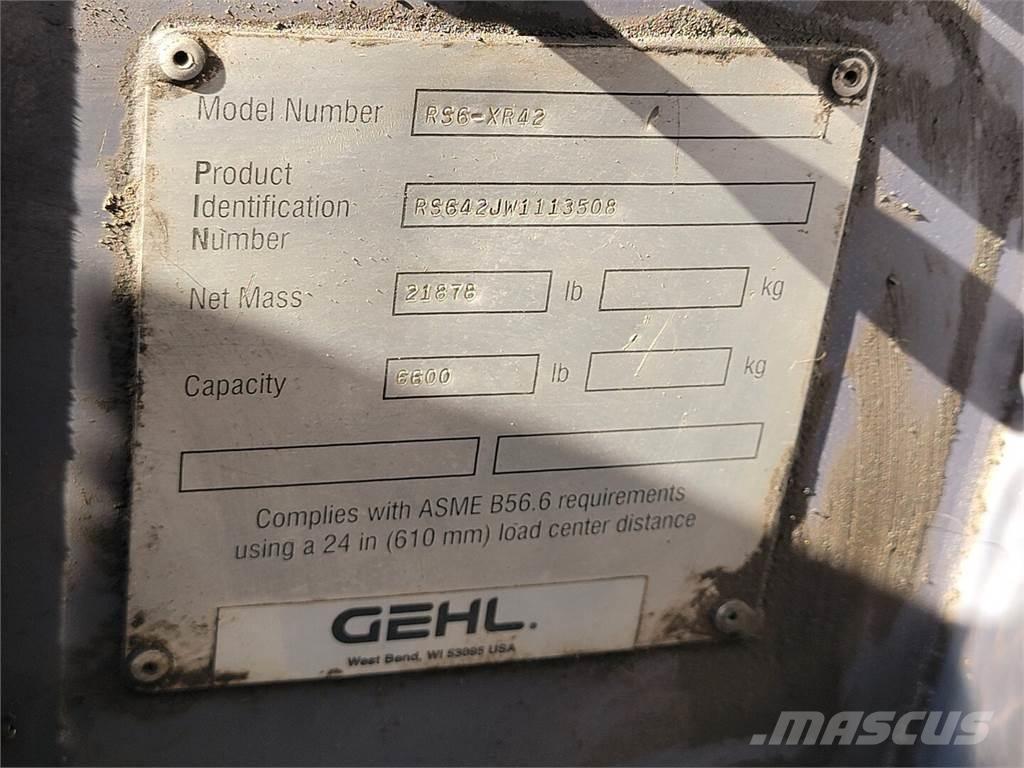 Model Number RS6-XR42
Product
Identification RS642JW1113508
Number
Net Mass 21878 lb kg
Capacity 6600 lb kg
Complies with ASME B56.6 requirements
using a 24 in (610 mm) load center distance
GEHL.
West Bend, WI 53095 USA
MASCUS